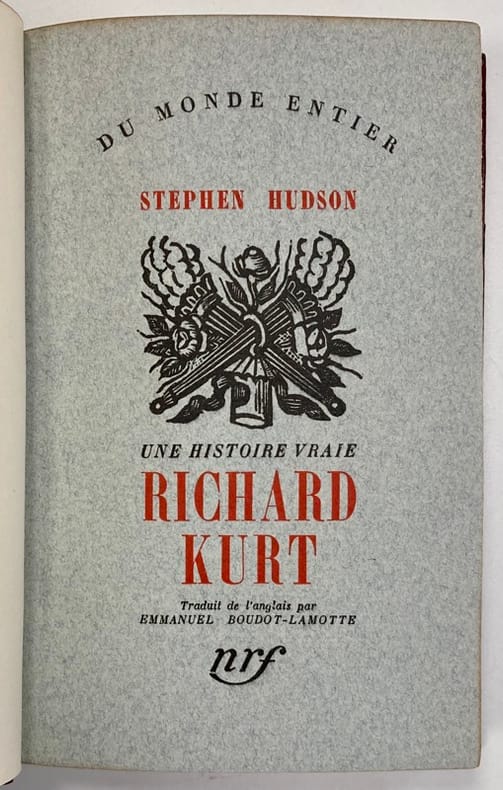 DU MONDE ENTIER
STEPHEN HUDSON
UNE HISTOIRE VRAIE
RICHARD
KURT
Traduit de l'anglais par
EMMANUEL BOUDOT-LAMOTTE
nrf